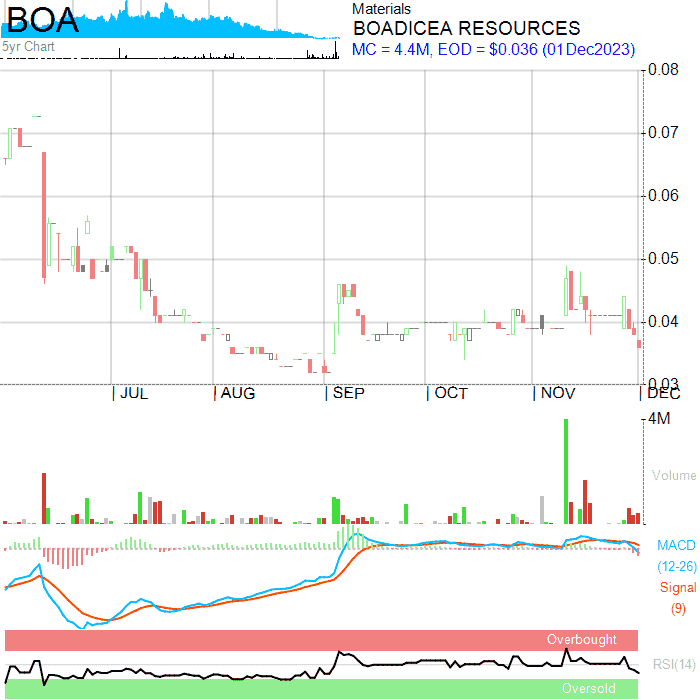 BOA
5yr Chart
Materials
BOADICEA RESOURCES
MC = 4.4M, EOD = $0.036 (01Dec2023)
0.08
0.07
0.06
0.05
0.04
0.03
JUL
AUG
SEP
OCT
NOV
DEC
4M
Volume
MACD
(12-26)
Signal
(9)
Overbought
RSI(14)
Oversold